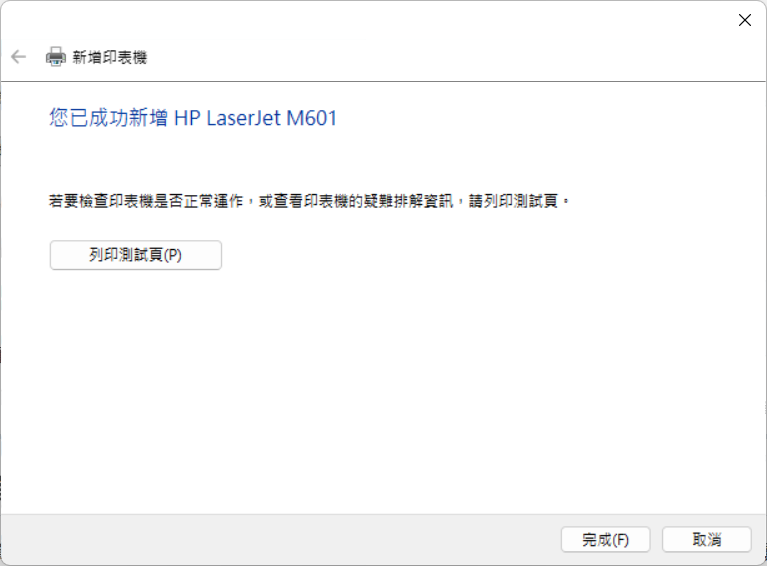 新增印表機
您已成功新增 HP LaserJet M601
若要檢查印表機是否正常運作，或查看印表機的疑難排解資訊，請列印測試頁。
列印測試頁(P)
完成(F)
取消